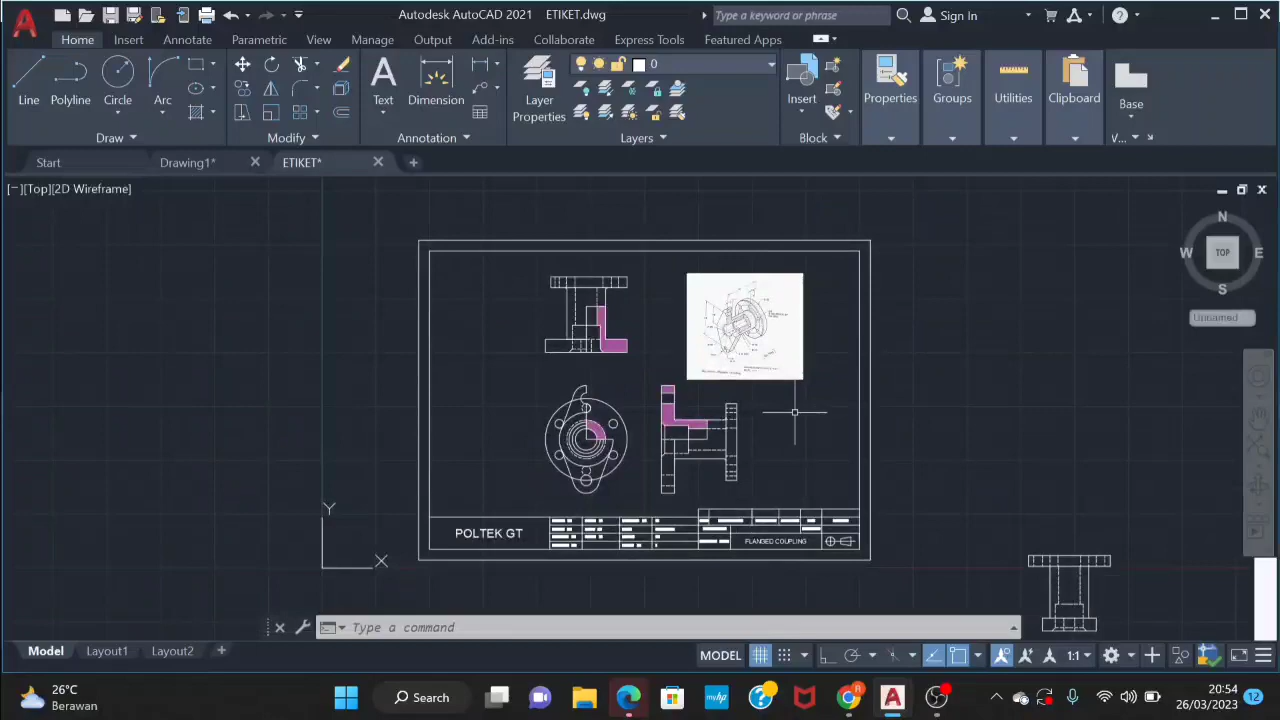 Autodesk AutoCAD 2021 ETIKET.dwg
Type a keyword or phrase
Sign In
Home Insert Annotate Parametric View Manage Output Add-ins Collaborate Express Tools Featured Apps
0
Line Polyline Circle Arc
Text Dimension
Layer Properties
Insert
Properties Groups Utilities Clipboard Base
Draw Modify Annotation Layers Block V...
Start Drawing1* ETIKET*
[−][Top][2D Wireframe]
N
W TOP E
S
Unnamed
POLTEK GT
FLANGED COUPLING
Y
X
Type a command
Model Layout1 Layout2
MODEL 1:1
26°C
Berawan
Search
myhp
R
20:54
26/03/2023
12